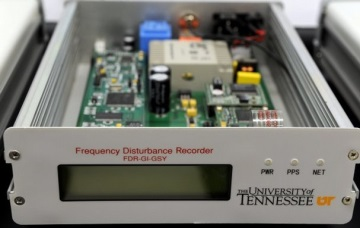 Frequency Disturbance Recorder
FDR-GI-GSY
PWR PPS NET
THE UNIVERSITY of
TENNESSEE UT